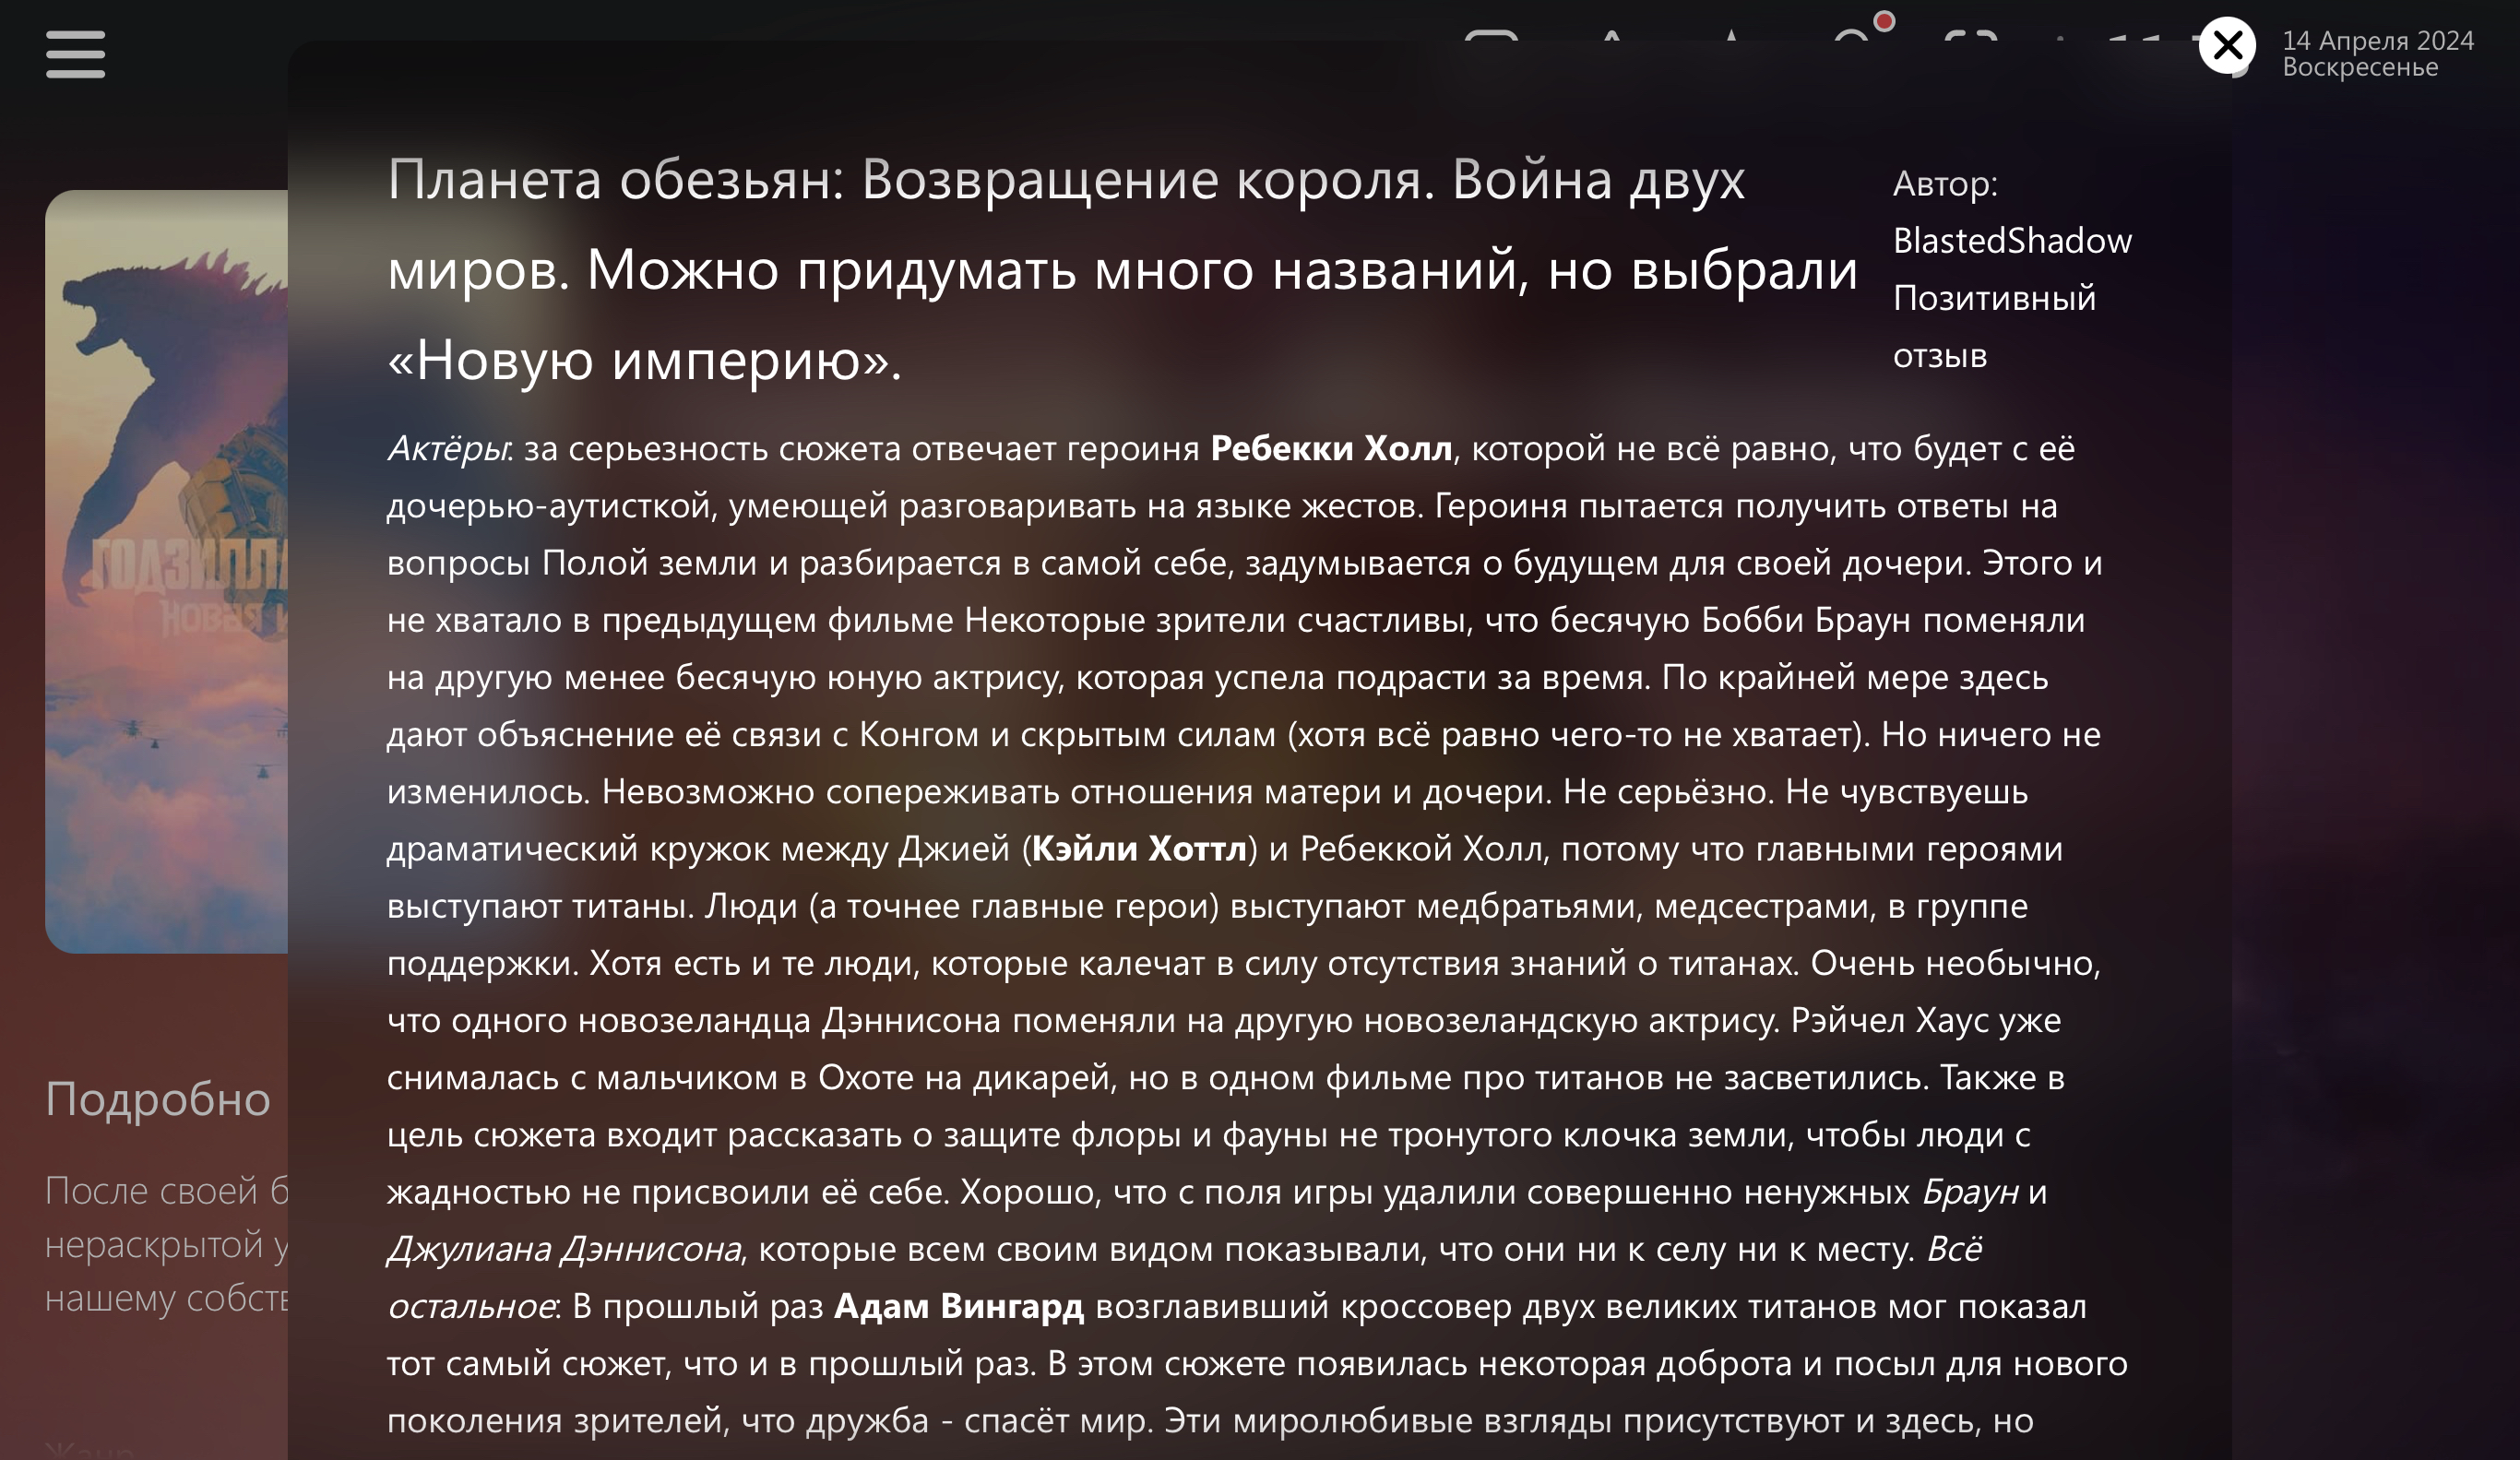 14 Апреля 2024
Воскресенье
Планета обезьян: Возвращение короля. Война двух
миров. Можно придумать много названий, но выбрали
«Новую империю».
Автор:
BlastedShadow
Позитивный
отзыв
Актёры: за серьезность сюжета отвечает героиня Ребекки Холл, которой не всё равно, что будет с её
дочерью-аутисткой, умеющей разговаривать на языке жестов. Героиня пытается получить ответы на
вопросы Полой земли и разбирается в самой себе, задумывается о будущем для своей дочери. Этого и
не хватало в предыдущем фильме Некоторые зрители счастливы, что бесячую Бобби Браун поменяли
на другую менее бесячую юную актрису, которая успела подрасти за время. По крайней мере здесь
дают объяснение её связи с Конгом и скрытым силам (хотя всё равно чего-то не хватает). Но ничего не
изменилось. Невозможно сопереживать отношения матери и дочери. Не серьёзно. Не чувствуешь
драматический кружок между Джией (Кэйли Хоттл) и Ребеккой Холл, потому что главными героями
выступают титаны. Люди (а точнее главные герои) выступают медбратьями, медсестрами, в группе
поддержки. Хотя есть и те люди, которые калечат в силу отсутствия знаний о титанах. Очень необычно,
что одного новозеландца Дэннисона поменяли на другую новозеландскую актрису. Рэйчел Хаус уже
снималась с мальчиком в Охоте на дикарей, но в одном фильме про титанов не засветились. Также в
цель сюжета входит рассказать о защите флоры и фауны не тронутого клочка земли, чтобы люди с
жадностью не присвоили её себе. Хорошо, что с поля игры удалили совершенно ненужных Браун и
Джулиана Дэннисона, которые всем своим видом показывали, что они ни к селу ни к месту. Всё
остальное: В прошлый раз Адам Вингард возглавивший кроссовер двух великих титанов мог показал
тот самый сюжет, что и в прошлый раз. В этом сюжете появилась некоторая доброта и посыл для нового
поколения зрителей, что дружба - спасёт мир. Эти миролюбивые взгляды присутствуют и здесь, но
Подробно
После своей
нераскрытой
нашему
Жанр